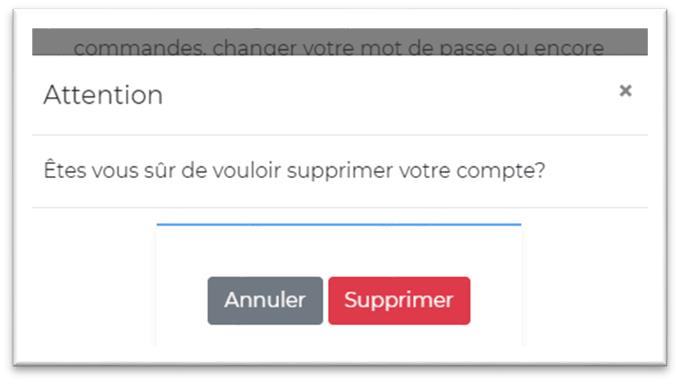 commandes, changer votre mot de passe ou encore
Attention ×
Êtes vous sûr de vouloir supprimer votre compte?
Annuler Supprimer